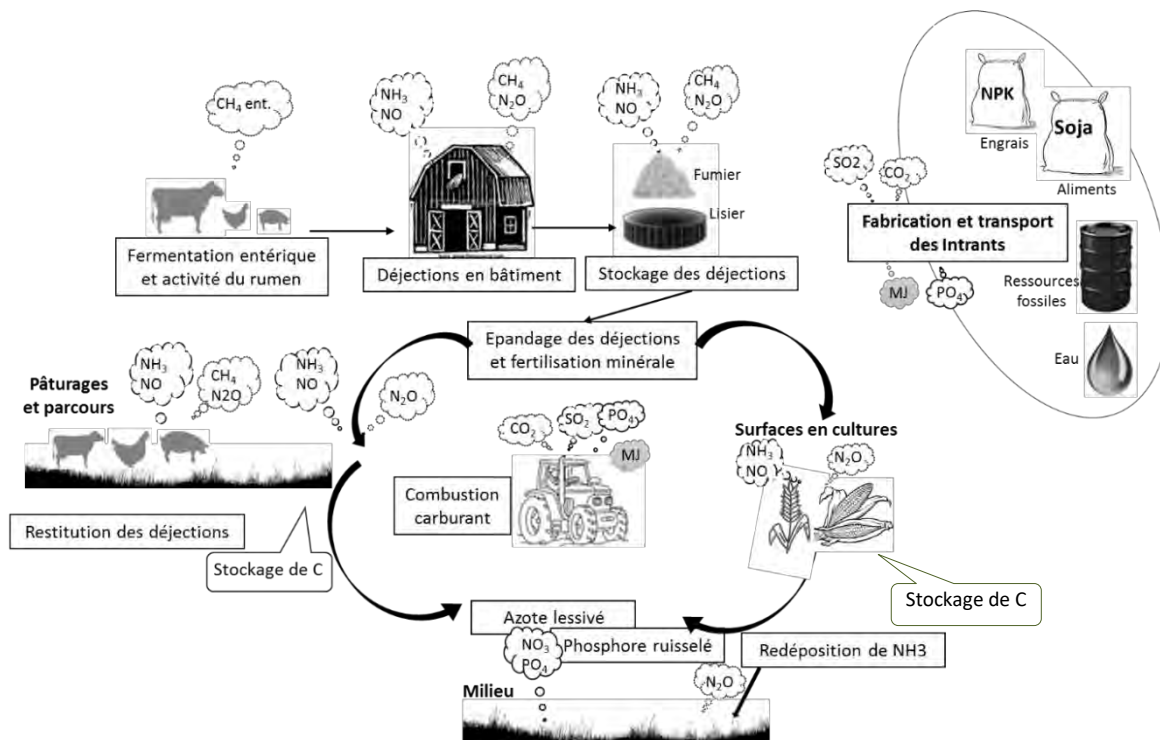 CH4 ent.
Fermentation entérique
et activité du rumen
NH3
NO
CH4
N2O
Déjections en bâtiment
NH3
NO
CH4
N2O
Fumier
Lisier
Stockage des déjections
NPK
Engrais
Soja
Aliments
SO2
CO2
Fabrication et transport
des Intrants
MJ
PO4
Ressources
fossiles
Eau
Epandage des déjections
et fertilisation minérale
Pâturages
et parcours
NH3
NO
CH4
N2O
NH3
NO
N2O
Restitution des déjections
Stockage de C
CO2
SO2
PO4
MJ
Combustion
carburant
Surfaces en cultures
NH3
NO
N2O
Stockage de C
Azote lessivé
Phosphore ruisselé
NO3
PO4
Redéposition de NH3
Milieu
N2O